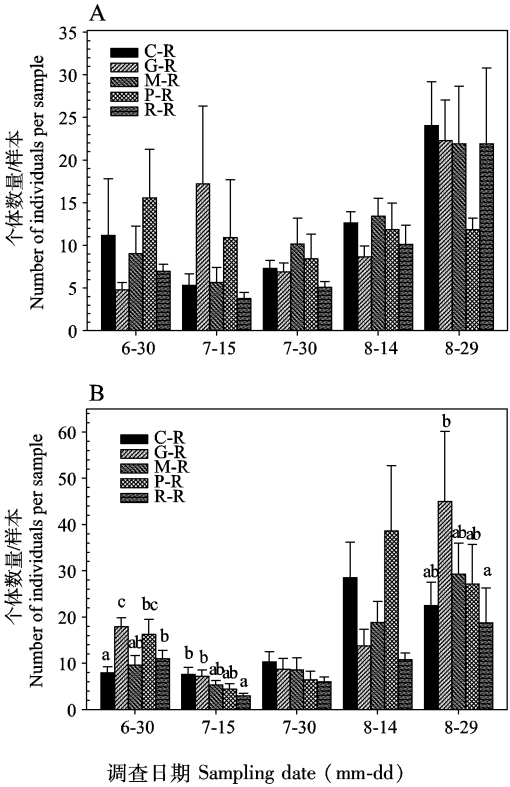 A
35
30
25
20
15
10
5
0
C-R
G-R
M-R
P-R
R-R
个体数量/样本
Number of individuals per sample
6-30
7-15
7-30
8-14
8-29
B
60
50
40
30
20
10
0
C-R
G-R
M-R
P-R
R-R
个体数量/样本
Number of individuals per sample
a c ab bc b
b b ab ab a
ab b ab ab a
6-30
7-15
7-30
8-14
8-29
调查日期 Sampling date (mm-dd)